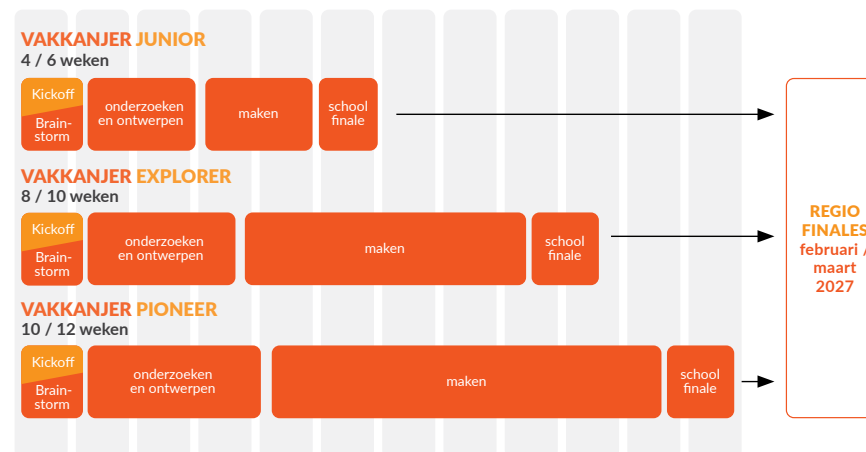 VAKKANJER JUNIOR
4 / 6 weken
Kickoff
Brain-
storm
onderzoeken
en ontwerpen
maken
school
finale
VAKKANJER EXPLORER
8 / 10 weken
Kickoff
Brain-
storm
onderzoeken
en ontwerpen
maken
school
finale
VAKKANJER PIONEER
10 / 12 weken
Kickoff
Brain-
storm
onderzoeken
en ontwerpen
maken
school
finale
REGIO
FINALES
februari /
maart
2027